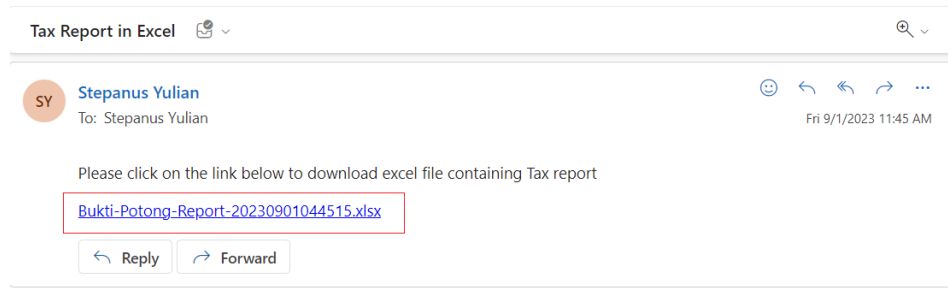 Tax Report in Excel
SY
Stepanus Yulian
To: Stepanus Yulian
Fri 9/1/2023 11:45 AM
Please click on the link below to download excel file containing Tax report
Bukti-Potong-Report-20230901044515.xlsx
Reply
Forward